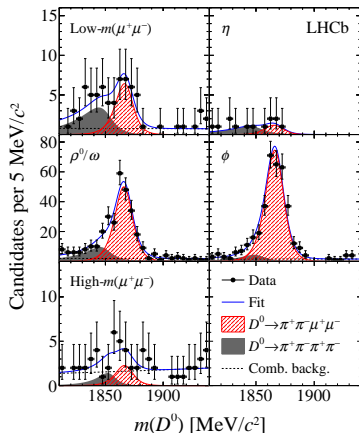 Low-m(μ⁺μ⁻)
η
LHCb
15
10
5
0
ρ⁰/ω
ϕ
80
60
40
20
0
High-m(μ⁺μ⁻)
10
5
0
1850
1900
1850
1900
Data
Fit
D⁰→π⁺π⁻μ⁺μ⁻
D⁰→π⁺π⁻π⁺π⁻
Comb. backg.
Candidates per 5 MeV/c²
m(D⁰) [MeV/c²]